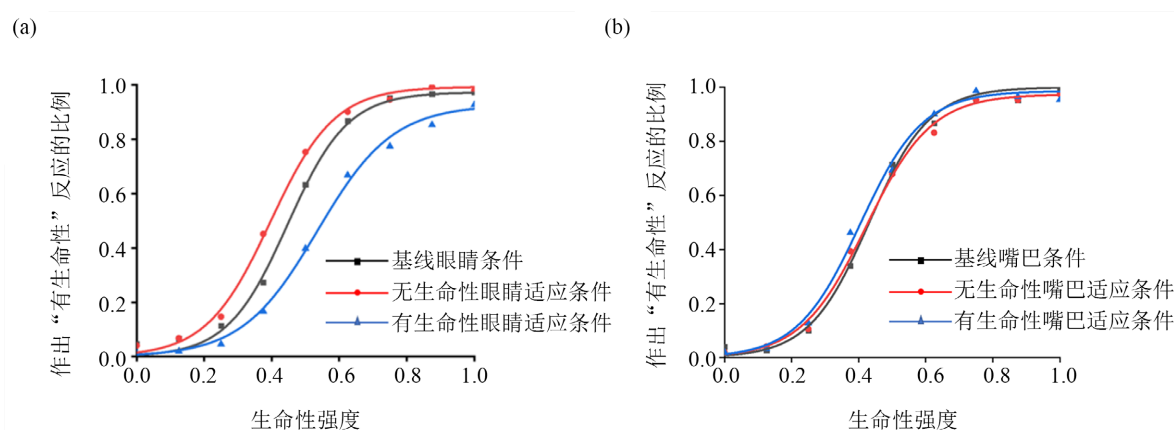 (a)
作出“有生命性”反应的比例
1.0
0.8
0.6
0.4
0.2
0.0
0.0 0.2 0.4 0.6 0.8 1.0
基线眼睛条件
无生命性眼睛适应条件
有生命性眼睛适应条件
生命性强度
(b)
作出“有生命性”反应的比例
1.0
0.8
0.6
0.4
0.2
0.0
0.0 0.2 0.4 0.6 0.8 1.0
基线嘴巴条件
无生命性嘴巴适应条件
有生命性嘴巴适应条件
生命性强度